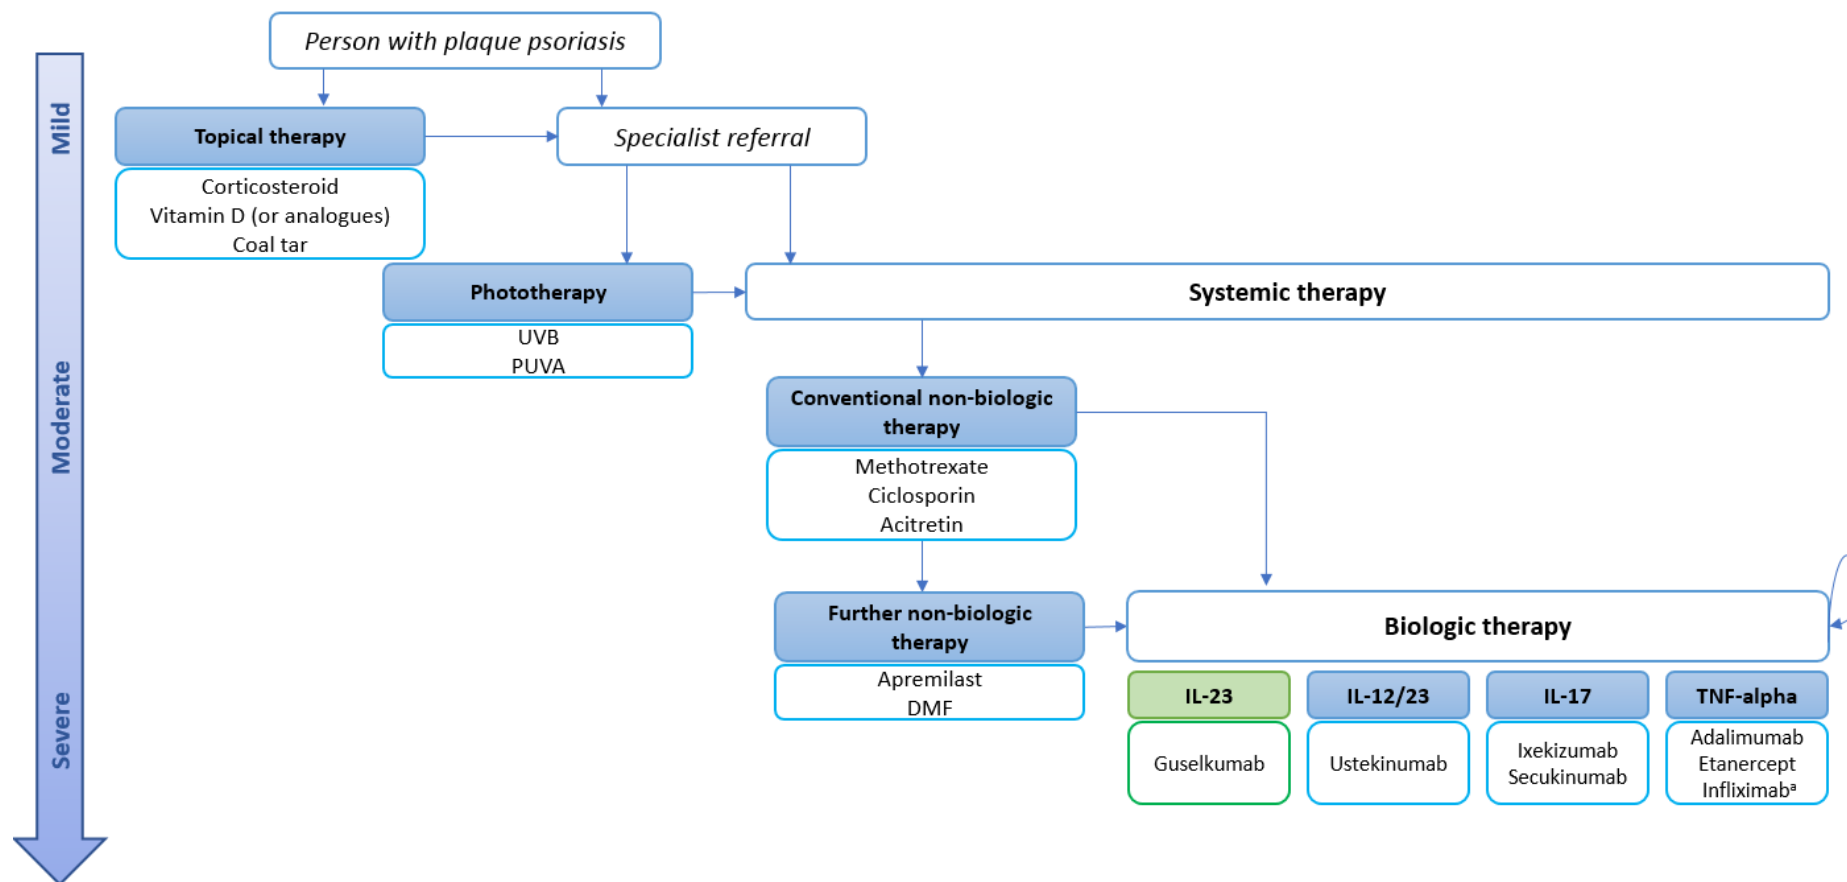 Person with plaque psoriasis
Mild
Topical therapy
Specialist referral
Corticosteroid
Vitamin D (or analogues)
Coal tar
Phototherapy
Systemic therapy
UVB
PUVA
Moderate
Conventional non-biologic
therapy
Methotrexate
Ciclosporin
Acitretin
Further non-biologic
therapy
Biologic therapy
Apremilast
DMF
Severe
IL-23
IL-12/23
IL-17
TNF-alpha
Guselkumab
Ustekinumab
Ixekizumab
Secukinumab
Adalimumab
Etanercept
Infliximabᵃ